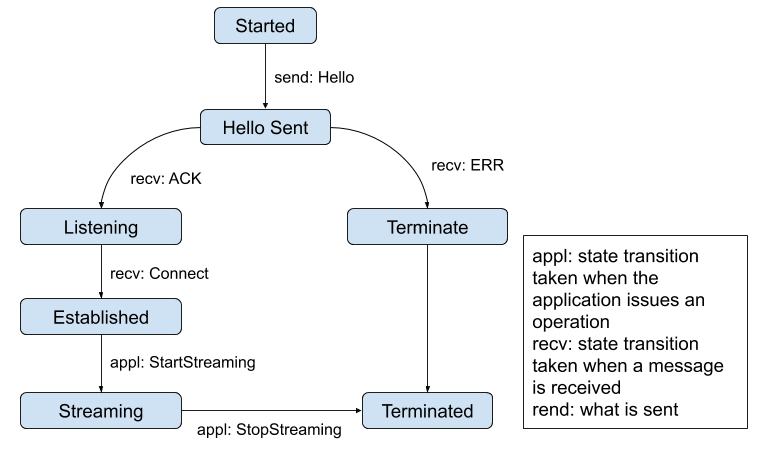 Started
send: Hello
Hello Sent
recv: ACK
recv: ERR
Listening
Terminate
recv: Connect
Established
appl: StartStreaming
Streaming
Terminated
appl: StopStreaming
appl: state transition
taken when the
application issues an
operation
recv: state transition
taken when a message
is received
rend: what is sent